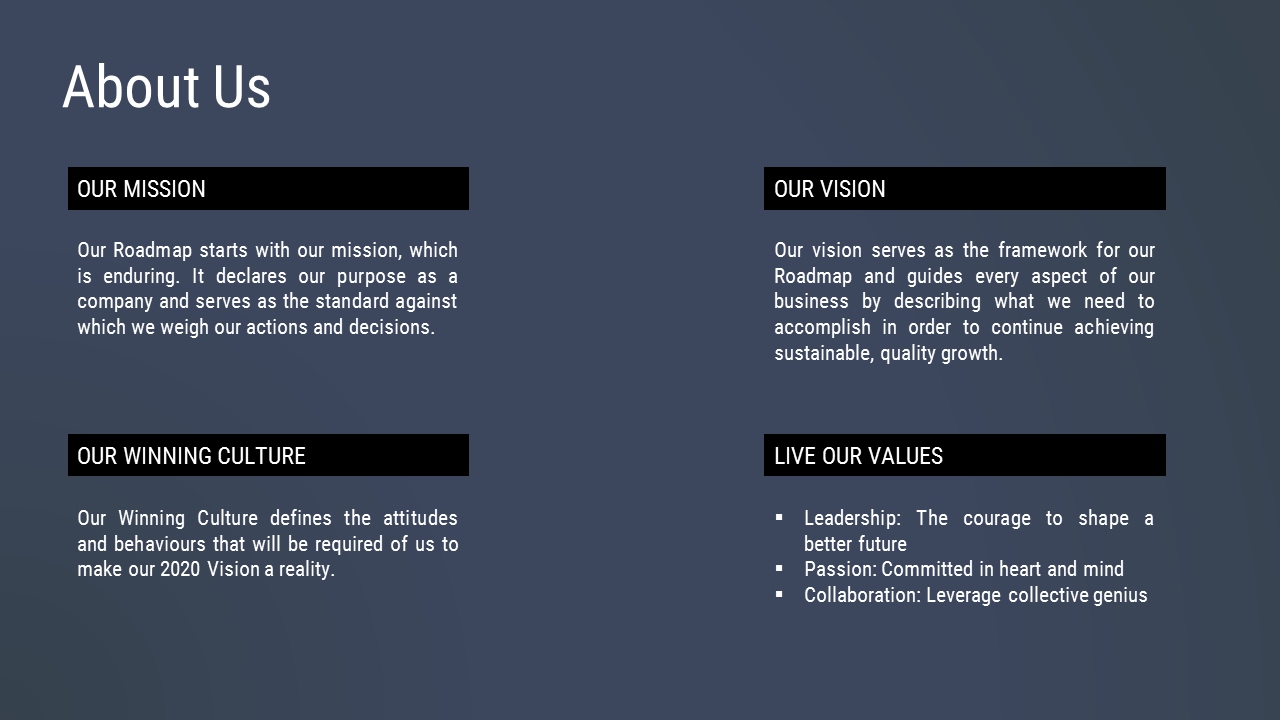 About Us
OUR MISSION
Our Roadmap starts with our mission, which
is enduring. It declares our purpose as a
company and serves as the standard against
which we weigh our actions and decisions.
OUR VISION
Our vision serves as the framework for our
Roadmap and guides every aspect of our
business by describing what we need to
accomplish in order to continue achieving
sustainable, quality growth.
OUR WINNING CULTURE
Our Winning Culture defines the attitudes
and behaviours that will be required of us to
make our 2020 Vision a reality.
LIVE OUR VALUES
▪ Leadership: The courage to shape a
better future
▪ Passion: Committed in heart and mind
▪ Collaboration: Leverage collective genius